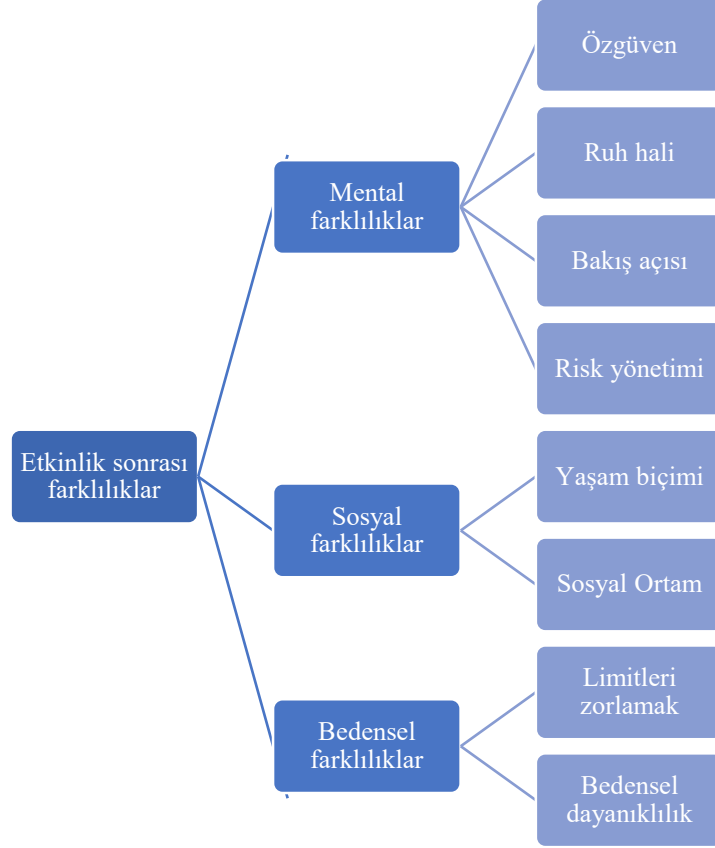 Etkinlik sonrası
farklılıklar
Mental
farklılıklar
Özgüven
Ruh hali
Bakış açısı
Risk yönetimi
Sosyal
farklılıklar
Yaşam biçimi
Sosyal Ortam
Bedensel
farklılıklar
Limitleri
zorlamak
Bedensel
dayanıklılık